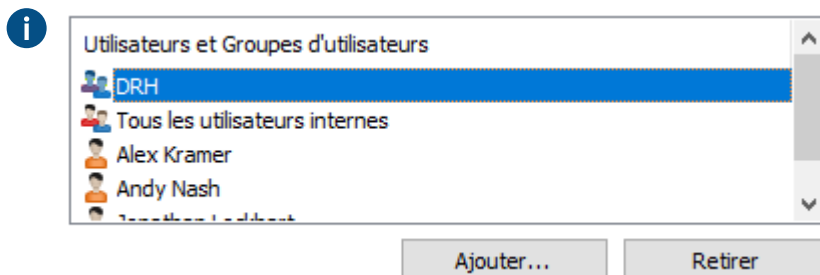 Utilisateurs et Groupes d'utilisateurs
DRH
Tous les utilisateurs internes
Alex Kramer
Andy Nash
Ajouter...
Retirer